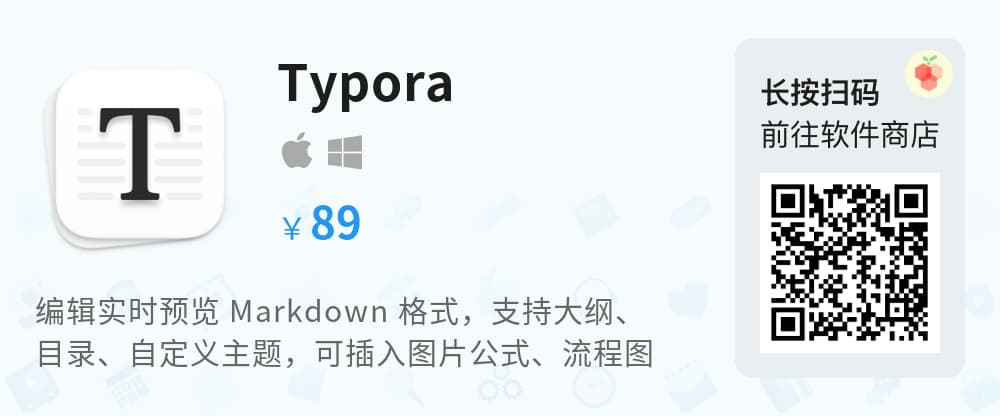 Typora
T
¥ 89
编辑实时预览 Markdown 格式，支持大纲、
目录、自定义主题，可插入图片公式、流程图
长按扫码
前往软件商店